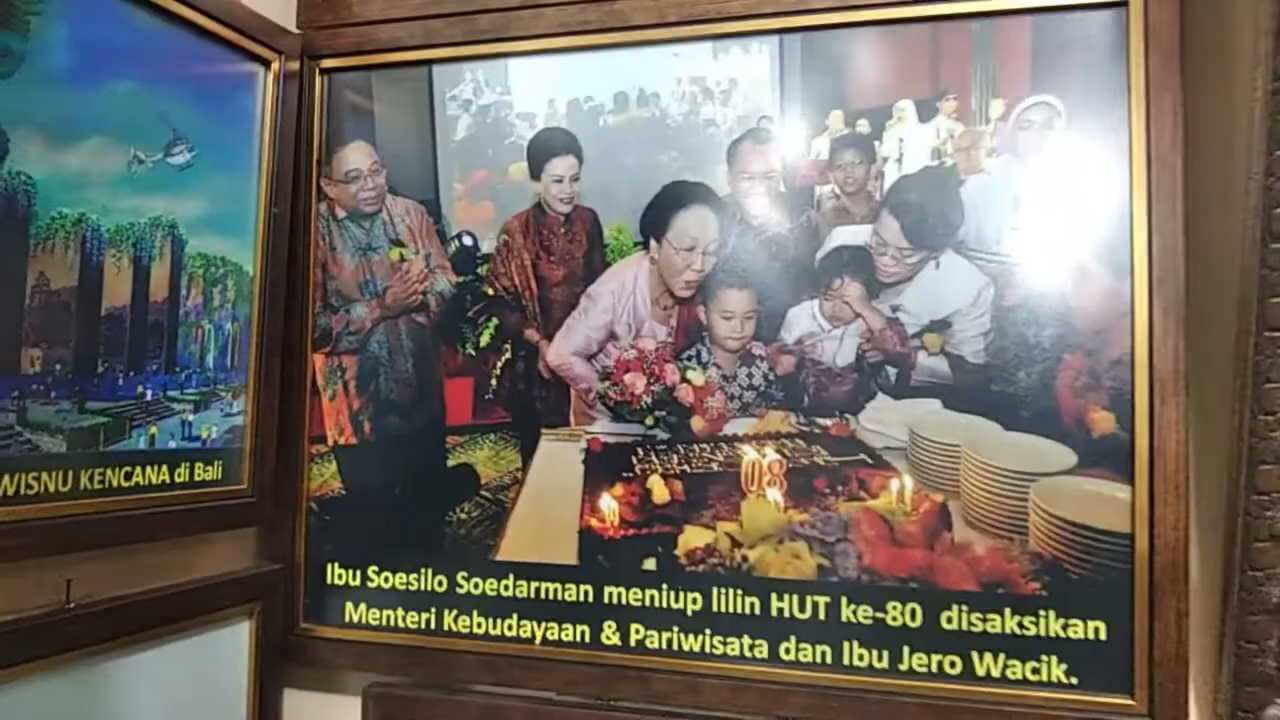 WISNU KENCANA di Bali
Ibu Soesilo Soedarman meniup lilin HUT ke-80 disaksikan
Menteri Kebudayaan & Pariwisata dan Ibu Jero Wacik.